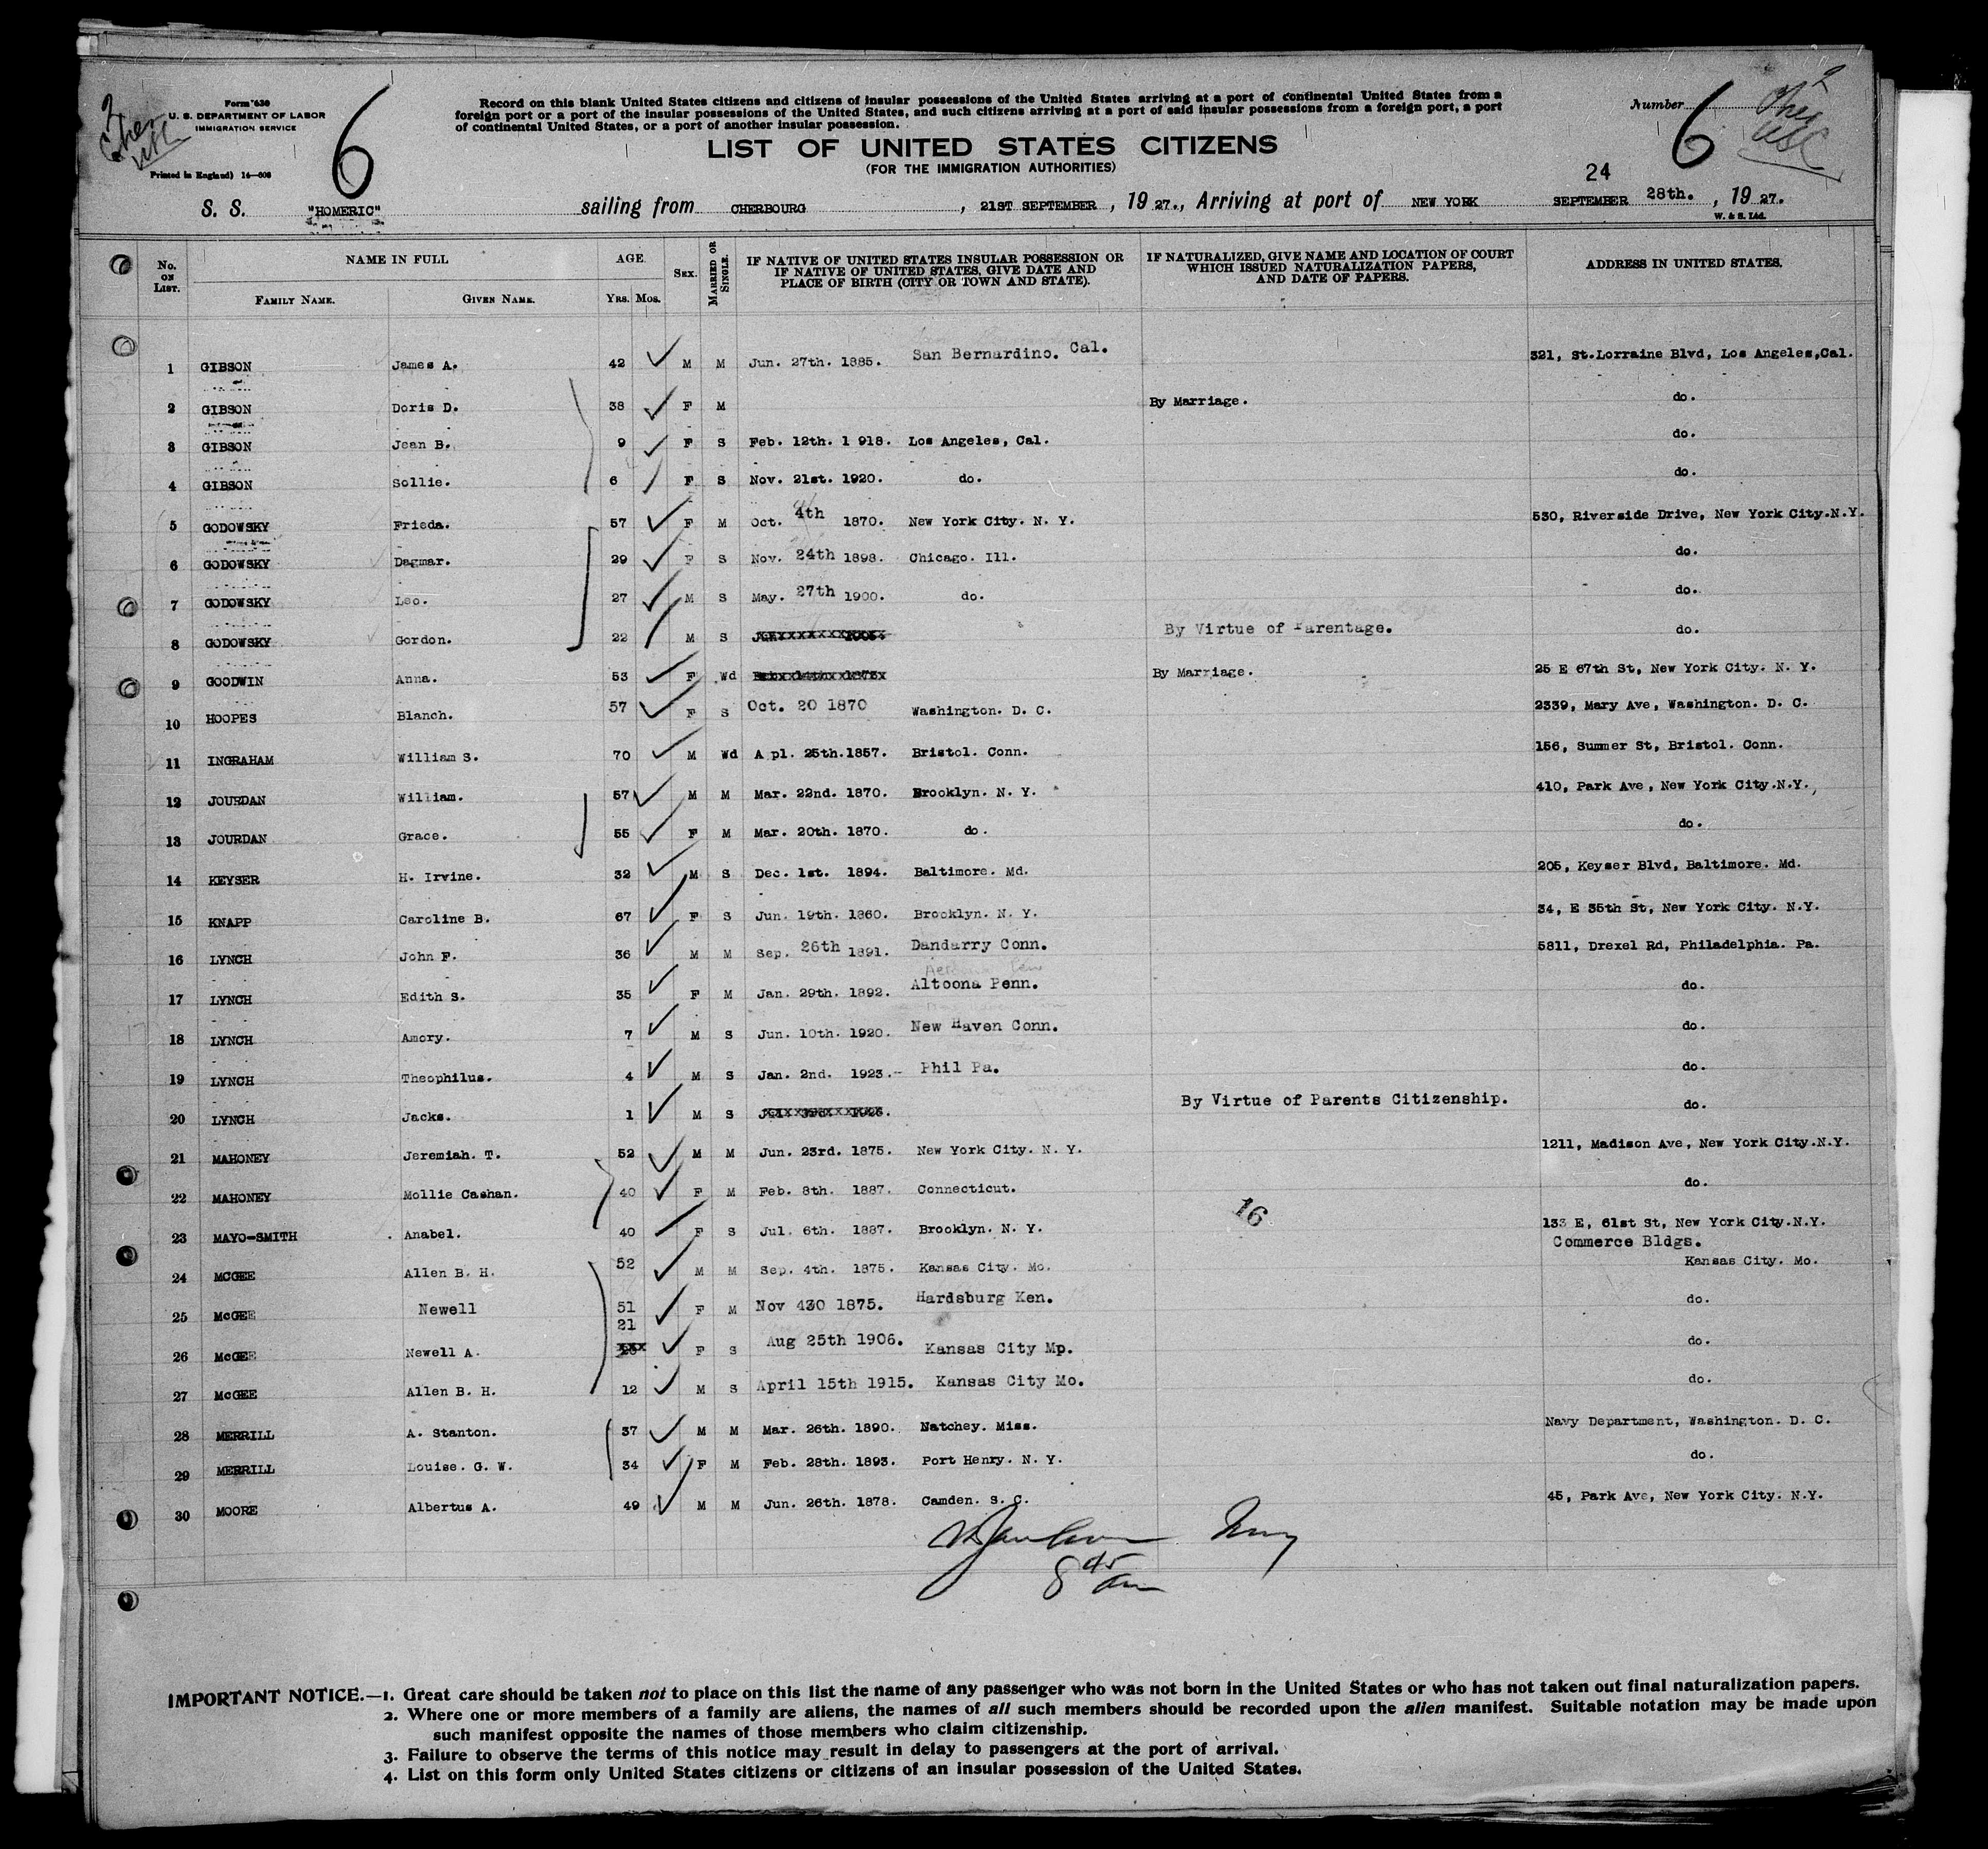 Form 630
U. S. DEPARTMENT OF LABOR
IMMIGRATION SERVICE
Printed in England) 14—608
6
Record on this blank United States citizens and citizens of insular possessions of the United States arriving at a port of continental United States from a
foreign port or a port of the insular possessions of the United States, and such citizens arriving at a port of said insular possessions from a foreign port, a port
of continental United States, or a port of another insular possession.
Number
6
LIST OF UNITED STATES CITIZENS
(FOR THE IMMIGRATION AUTHORITIES)
24
S. S. "HOMERIC" sailing from CHERBOURG, 21ST SEPTEMBER, 1927., Arriving at port of NEW YORK SEPTEMBER 28th., 1927.
W. & S. Ltd.
No. ON LIST. NAME IN FULL AGE SEX. MARRIED OR SINGLE. IF NATIVE OF UNITED STATES INSULAR POSSESSION OR IF NATIVE OF UNITED STATES, GIVE DATE AND PLACE OF BIRTH (CITY OR TOWN AND STATE). IF NATURALIZED, GIVE NAME AND LOCATION OF COURT WHICH ISSUED NATURALIZATION PAPERS, AND DATE OF PAPERS. ADDRESS IN UNITED STATES.
FAMILY NAME. GIVEN NAME. YRS. MOS.
1 GIBSON James A. 42 M M Jun. 27th. 1885. San Bernardino. Cal. 321, St.Lorraine Blvd, Los Angeles,Cal.
2 GIBSON Doris D. 38 F M By Marriage. do.
3 GIBSON Jean B. 9 F S Feb. 12th. 1 918. Los Angeles, Cal. do.
4 GIBSON Sollie. 6 F S Nov. 21st. 1920. do. do.
5 GODOWSKY Frieda. 57 F M Oct. 4th 1870. New York City. N. Y. 530, Riverside Drive, New York City.N.Y.
6 GODOWSKY Dagmar. 29 F S Nov. 24th 1898. Chicago. Ill. do.
7 GODOWSKY Leo. 27 M S May. 27th 1900. do. do.
8 GODOWSKY Gordon. 22 M S By Virtue of Parentage. do.
9 GOODWIN Anna. 53 F Wd By Marriage. 25 E 67th St, New York City. N. Y.
10 HOOPES Blanch. 57 F S Oct. 20 1870 Washington. D. C. 2339, Mary Ave, Washington. D. C.
11 INGRAHAM William S. 70 M Wd A pl. 25th.1857. Bristol. Conn. 156, Summer St, Bristol. Conn.
12 JOURDAN William. 57 M M Mar. 22nd. 1870. Brooklyn. N. Y. 410, Park Ave, New York City.N.Y.
13 JOURDAN Grace. 55 F M Mar. 20th. 1870. do. do.
14 KEYSER H. Irvine. 32 M S Dec. 1st. 1894. Baltimore. Md. 205, Keyser Blvd, Baltimore. Md.
15 KNAPP Caroline B. 67 F S Jun. 19th. 1860. Brooklyn. N. Y. 34, E 35th St, New York City. N.Y.
16 LYNCH John F. 36 M M Sep. 26th 1891. Dandarry Conn. 5811, Drexel Rd, Philadelphia. Pa.
17 LYNCH Edith S. 35 F M Jan. 29th. 1892. Altoona Penn. do.
18 LYNCH Amory. 7 M S Jun. 10th. 1920. New Haven Conn. do.
19 LYNCH Theophilus. 4 M S Jan. 2nd. 1923.- Phil Pa. do.
20 LYNCH Jacks. 1 M S By Virtue of Parents Citizenship. do.
21 MAHONEY Jeremiah. T. 52 M M Jun. 23rd. 1875. New York City. N. Y. 1211, Madison Ave, New York City.N.Y.
22 MAHONEY Mollie Cashan. 40 F M Feb. 8th. 1887. Connecticut. do.
16
23 MAYO-SMITH Anabel. 40 F S Jul. 6th. 1887. Brooklyn. N. Y. 133 E, 61st St, New York City.N.Y.
Commerce Bldgs.
24 MCGEE Allen B. H. 52 M M Sep. 4th. 1875. Kansas City. Mo. Kansas City. Mo.
25 McGEE Newell 51 F M Nov 430 1875. Hardsburg Ken. do.
26 McGEE Newell A. 21 F S Aug 25th 1906. Kansas City Mp. do.
27 McGEE Allen B. H. 12 M S April 15th 1915. Kansas City Mo. do.
28 MERRILL A. Stanton. 37 M M Mar. 26th. 1890. Natchey. Miss. Navy Department, Washington. D. C.
29 MERRILL Louise. G. W. 34 F M Feb. 28th. 1893. Port Henry. N. Y. do.
30 MOORE Albertus A. 49 M M Jun. 26th. 1878. Camden. S. C. 45, Park Ave, New York City. N.Y.
8 45 am
IMPORTANT NOTICE.—1. Great care should be taken not to place on this list the name of any passenger who was not born in the United States or who has not taken out final naturalization papers.
2. Where one or more members of a family are aliens, the names of all such members should be recorded upon the alien manifest. Suitable notation may be made upon
such manifest opposite the names of those members who claim citizenship.
3. Failure to observe the terms of this notice may result in delay to passengers at the port of arrival.
4. List on this form only United States citizens or citizens of an insular possession of the United States.